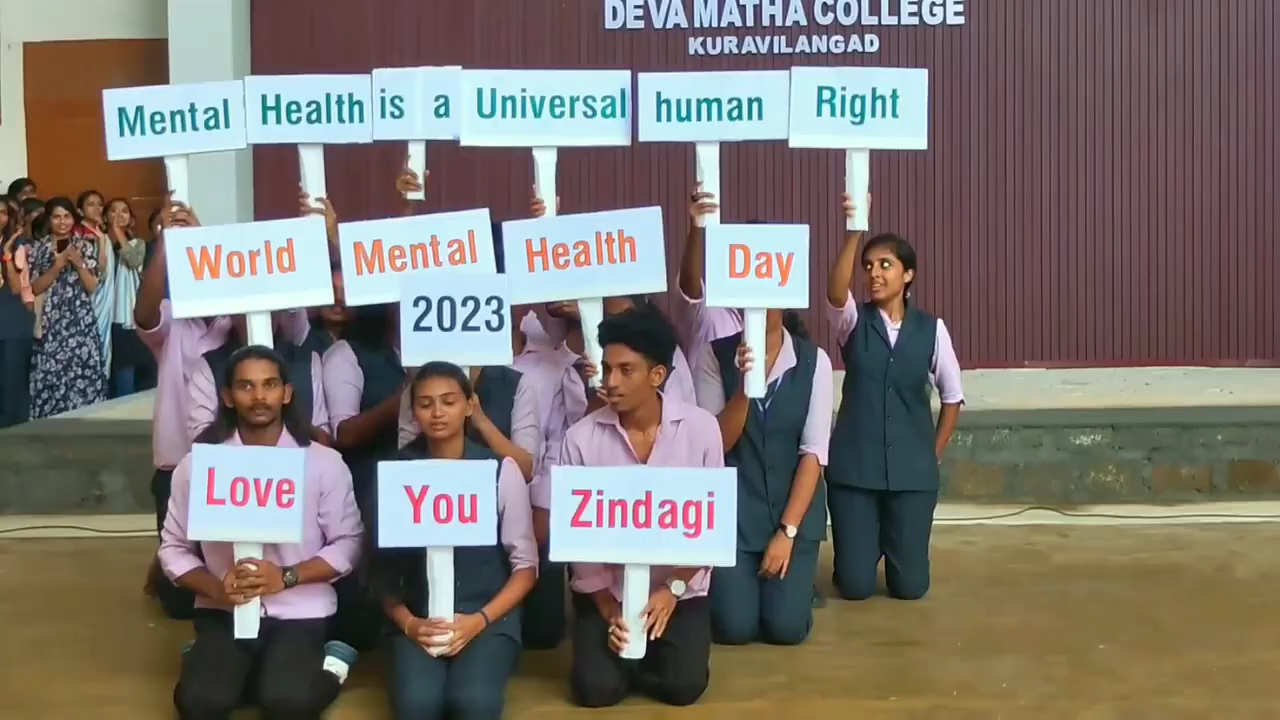 DEVA MATHA COLLEGE
KURAVILANGAD
Mental Health is a Universal human Right
World Mental Health Day
2023
Love You Zindagi